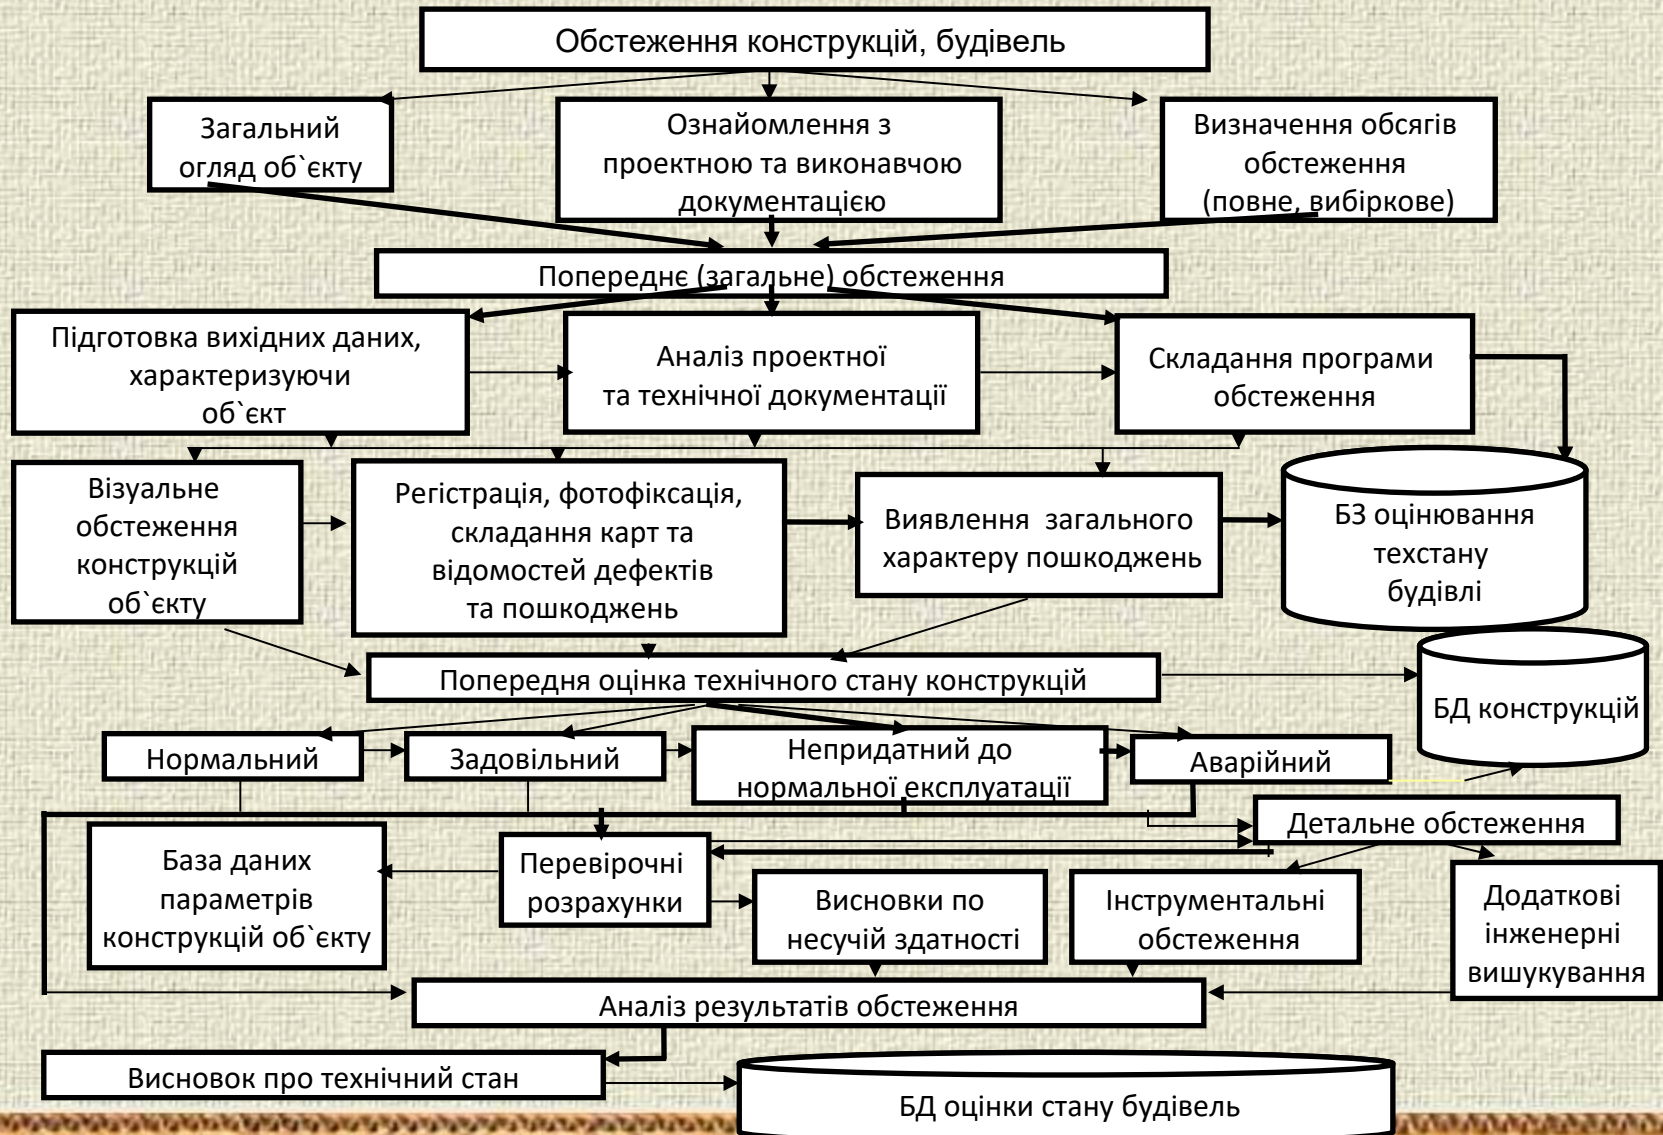 Обстеження конструкцій, будівель
Загальний
огляд об`єкту
Ознайомлення з
проектною та виконавчою
документацією
Визначення обсягів
обстеження
(повне, вибіркове)
Попереднє (загальне) обстеження
Підготовка вихідних даних,
характеризуючи
об`єкт
Аналіз проектної
та технічної документації
Складання програми
обстеження
Візуальне
обстеження
конструкцій
об`єкту
Регістрація, фотофіксація,
складання карт та
відомостей дефектів
та пошкоджень
Виявлення загального
характеру пошкоджень
БЗ оцінювання
техстану
будівлі
Попередня оцінка технічного стану конструкцій
БД конструкцій
Нормальний
Задовільний
Непридатний до
нормальної експлуатації
Аварійний
База даних
параметрів
конструкцій об`єкту
Перевірочні
розрахунки
Детальне обстеження
Висновки по
несучій здатності
Інструментальні
обстеження
Додаткові
інженерні
вишукування
Аналіз результатів обстеження
Висновок про технічний стан
БД оцінки стану будівель